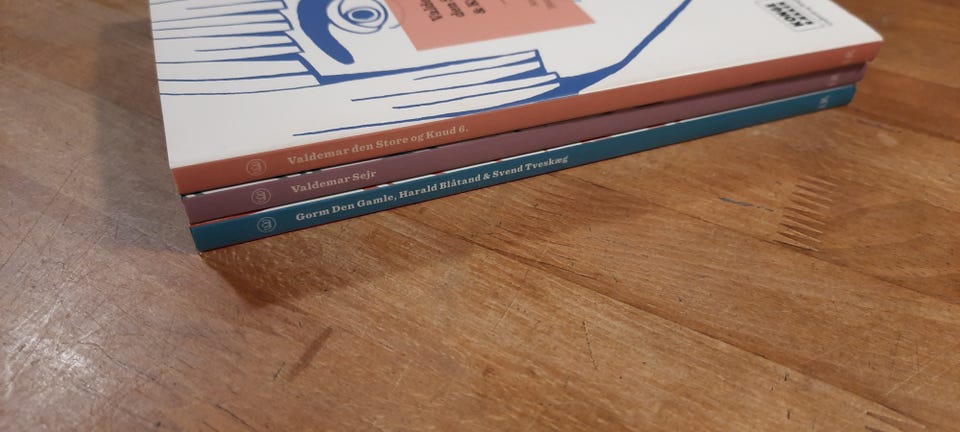 Valdemar den Store og Knud 6.
Valdemar Sejr
Gorm Den Gamle, Harald Blåtand & Svend Tveskæg